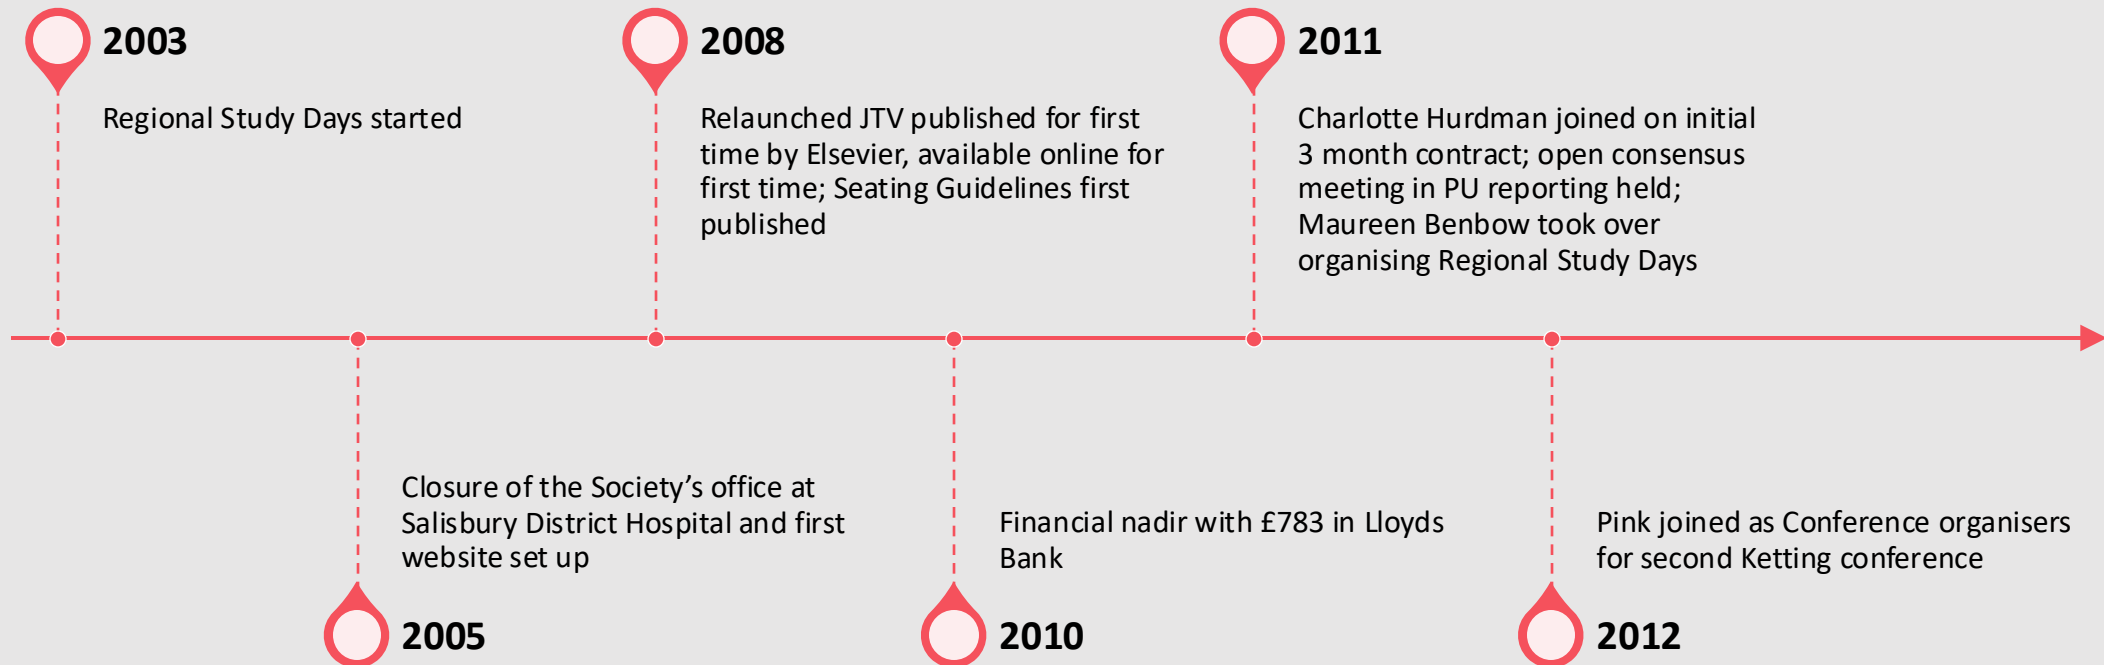 2003
Regional Study Days started
2008
Relaunched JTV published for first
time by Elsevier, available online for
first time; Seating Guidelines first
published
2011
Charlotte Hurdman joined on initial
3 month contract; open consensus
meeting in PU reporting held;
Maureen Benbow took over
organising Regional Study Days
Closure of the Society’s office at
Salisbury District Hospital and first
website set up
2005
Financial nadir with £783 in Lloyds
Bank
2010
Pink joined as Conference organisers
for second Ketting conference
2012